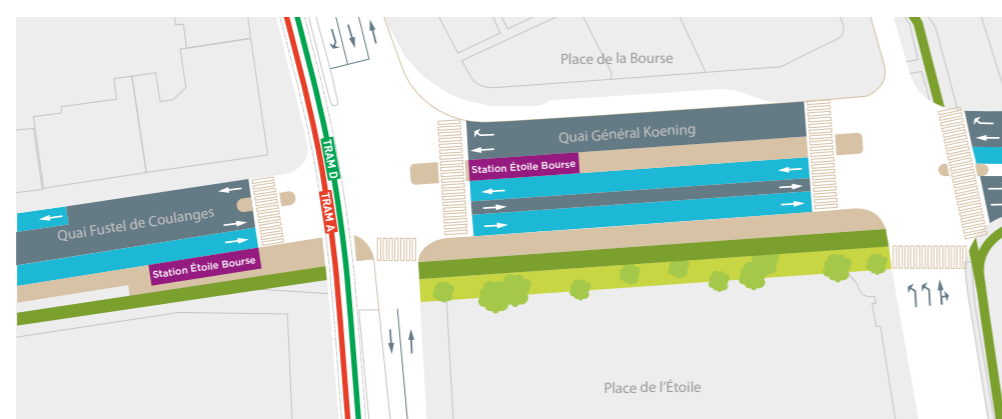 Place de la Bourse
Quai Général Koening
TRAM D
Station Étoile Bourse
TRAM A
Quai Fustel de Coulanges
Station Étoile Bourse
Place de l'Étoile